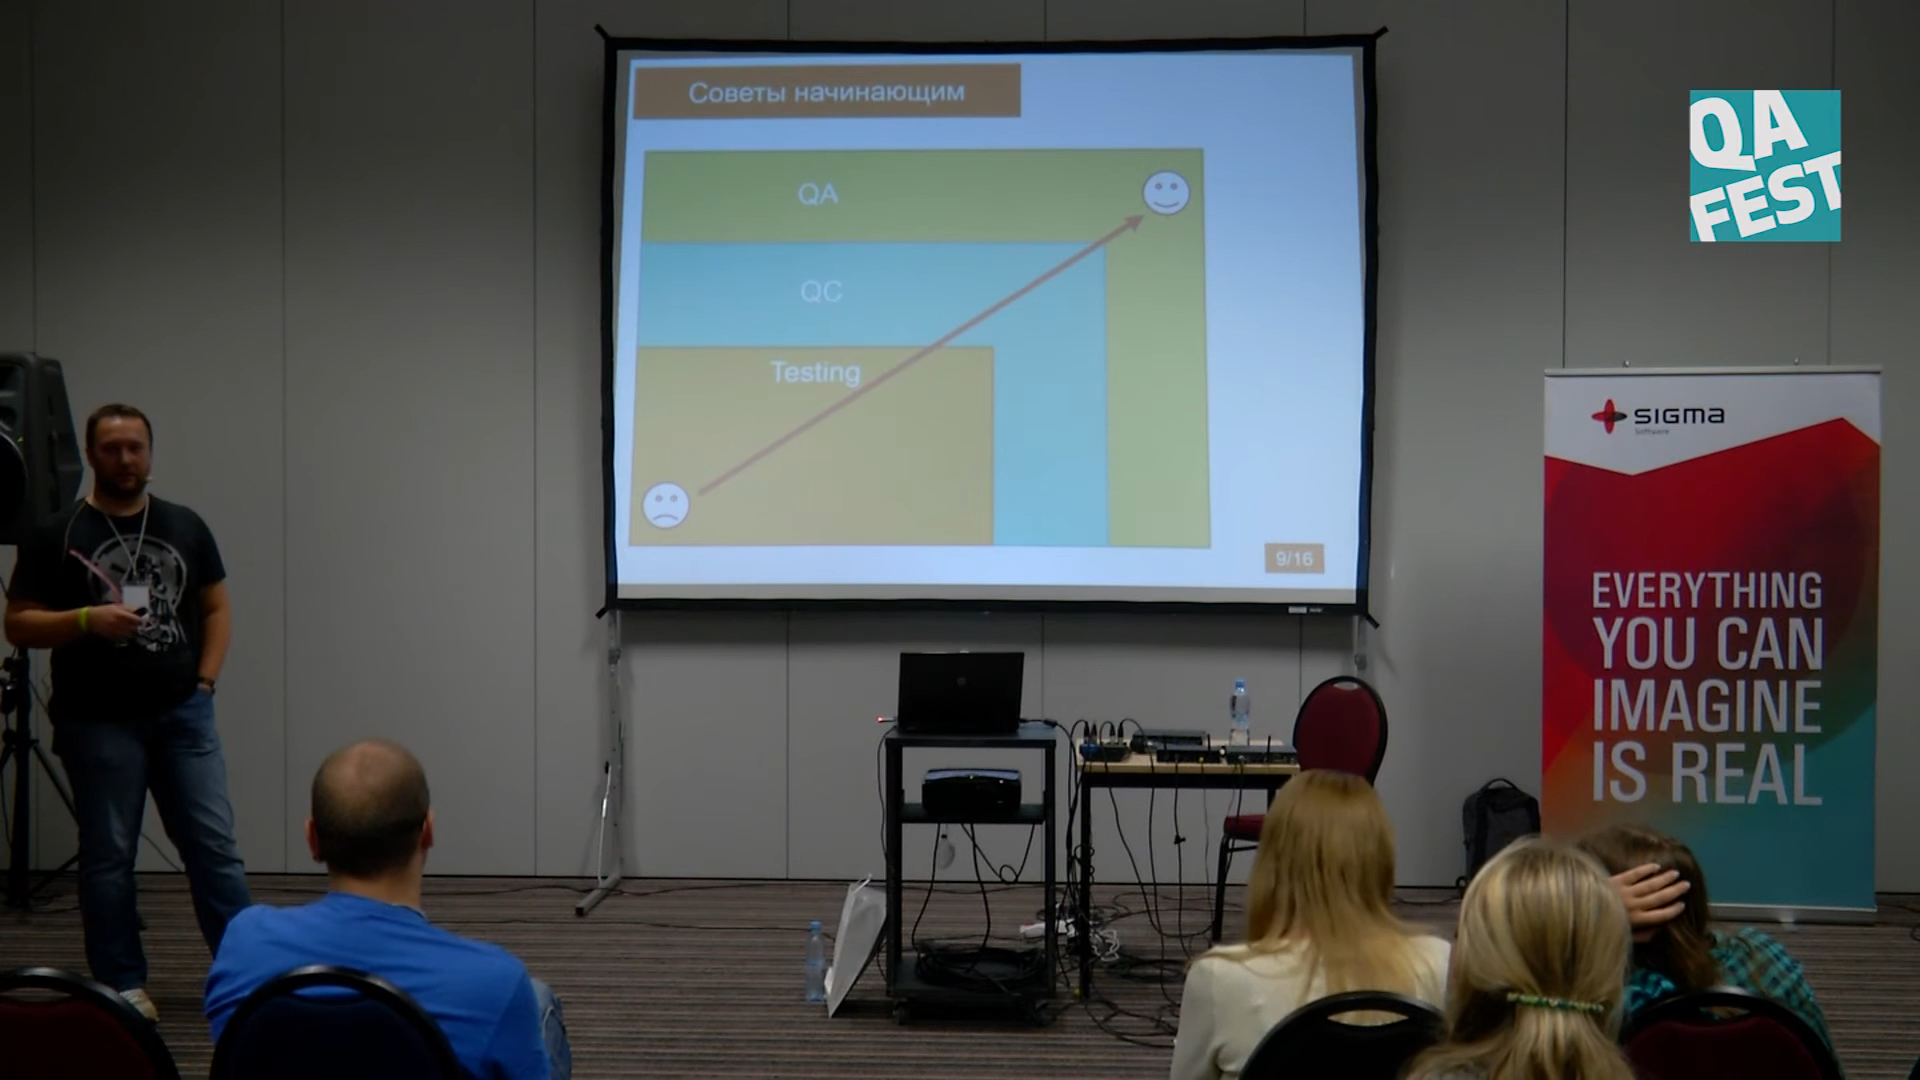 Советы начинающим
QA
QC
Testing
9/16
QA
FEST
SIGMA
Software
EVERYTHING
YOU CAN
IMAGINE
IS REAL